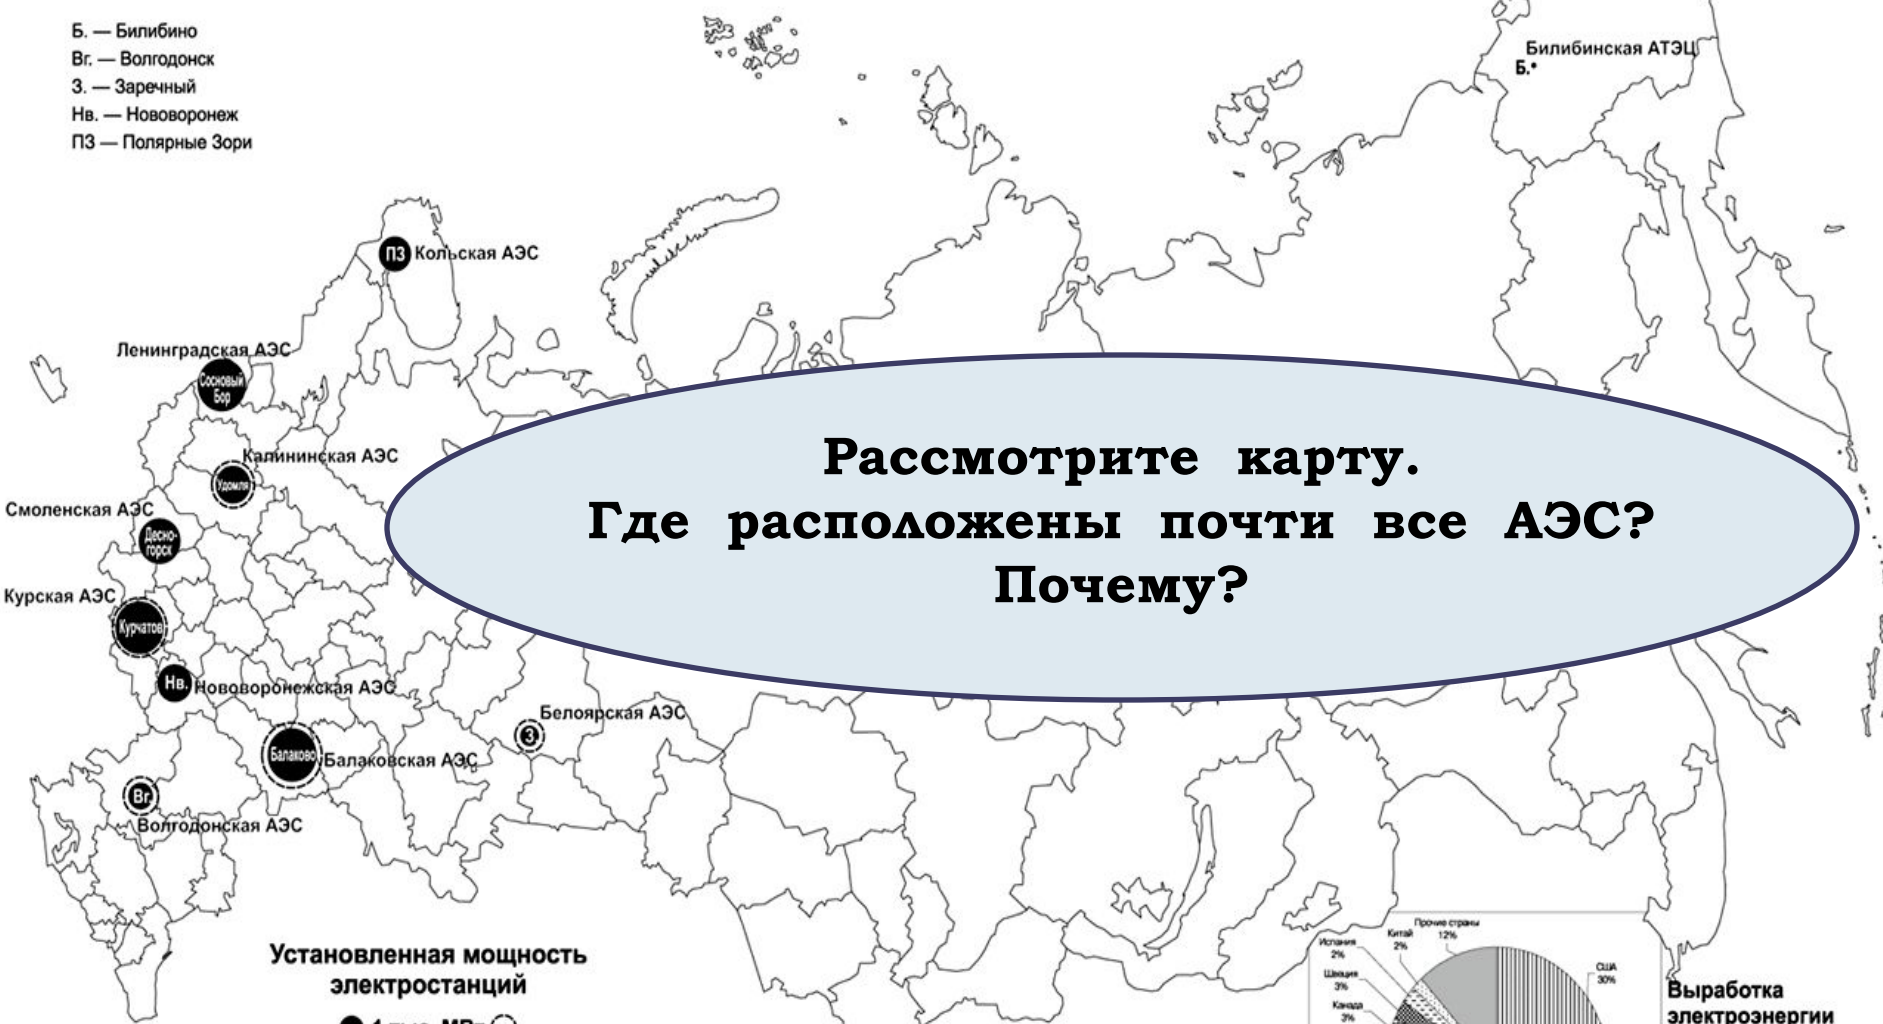 Б. — Билибино
Вг. — Волгодонск
З. — Заречный
Нв. — Нововоронеж
ПЗ — Полярные Зори
Билибинская АТЭЦ
Б.
ПЗ Кольская АЭС
Ленинградская АЭС
Сосновый
Бор
Калининская АЭС
Удомля
Смоленская АЭС
Десно-
горск
Курская АЭС
Курчатов
Нв. Нововоронежская АЭС
Белоярская АЭС
З
Балаково Балаковская АЭС
Вг.
Волгодонская АЭС
Рассмотрите карту.
Где расположены почти все АЭС?
Почему?
Установленная мощность
электростанций
Прочие страны
12%
Китай
2%
Испания
2%
Швеция
3%
Канада
3%
США
30%
Выработка
электроэнергии